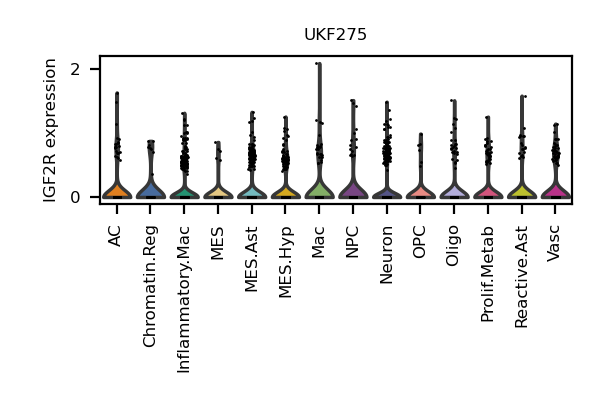 UKF275
IGF2R expression
2
0
AC
Chromatin.Reg
Inflammatory.Mac
MES
MES.Ast
MES.Hyp
Mac
NPC
Neuron
OPC
Oligo
Prolif.Metab
Reactive.Ast
Vasc